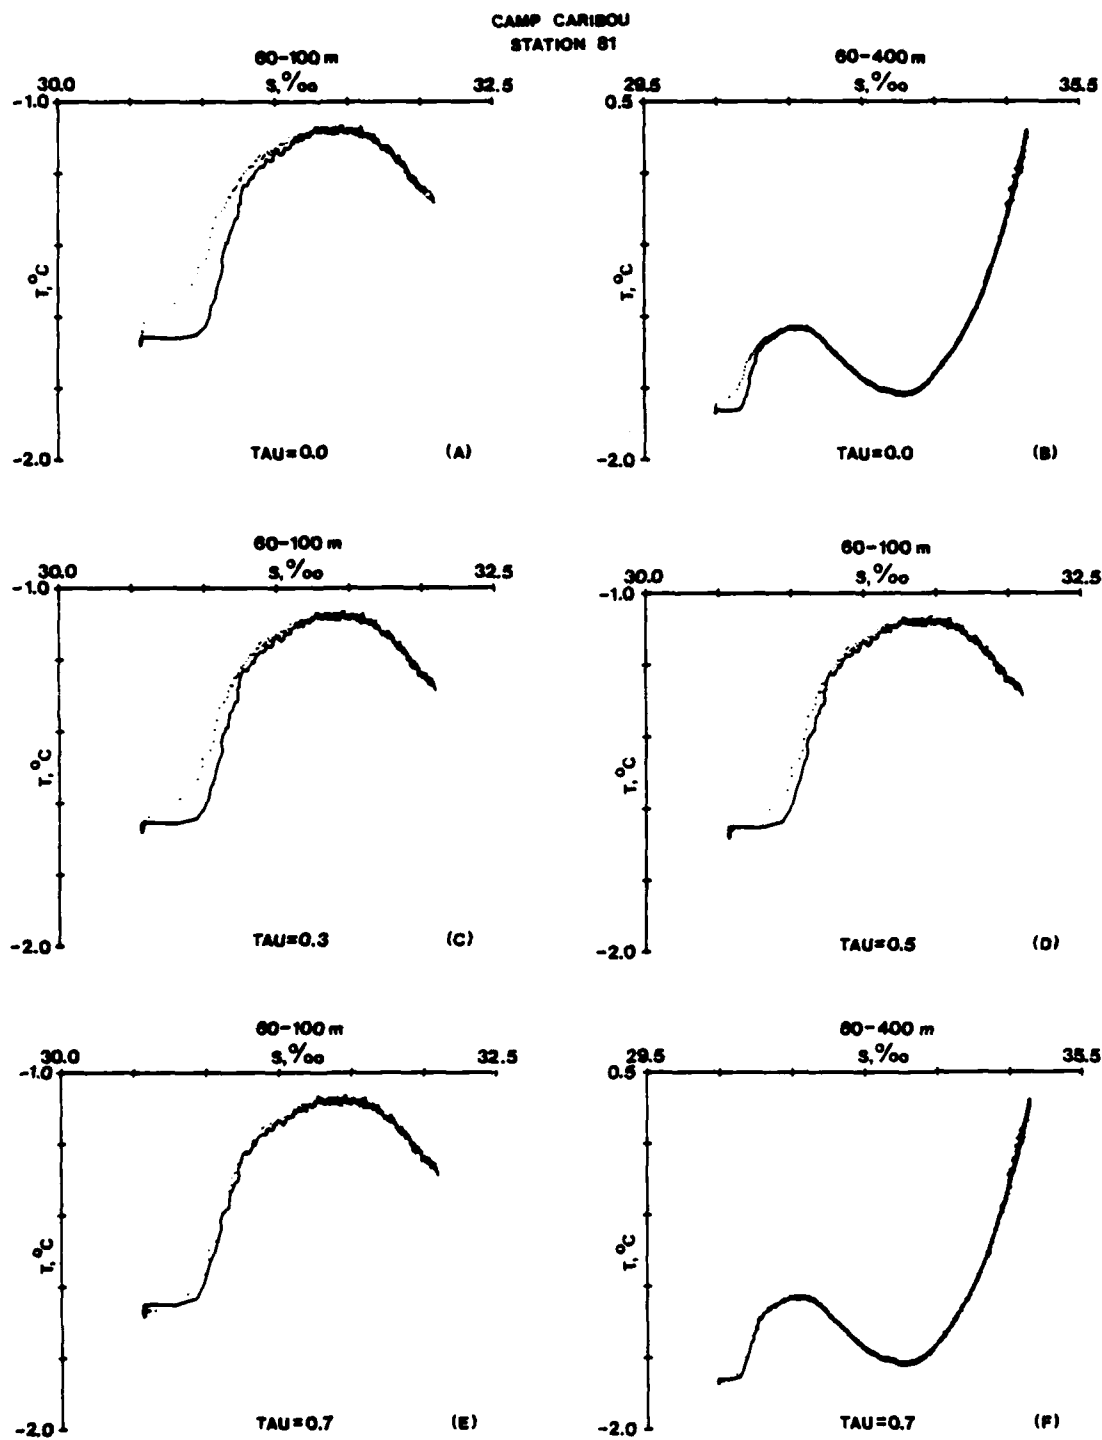 CAMP CARIBOU
STATION 81
60-100 m
S, ‰
30.0 32.5
-1.0
T, °C
-2.0
TAU=0.0 (A)
60-400 m
S, ‰
29.5 35.5
0.5
T, °C
-2.0
TAU=0.0 (B)
60-100 m
S, ‰
30.0 32.5
-1.0
T, °C
-2.0
TAU=0.3 (C)
60-100 m
S, ‰
30.0 32.5
-1.0
T, °C
-2.0
TAU=0.5 (D)
60-100 m
S, ‰
30.0 32.5
-1.0
T, °C
-2.0
TAU=0.7 (E)
60-400 m
S, ‰
29.5 35.5
0.5
T, °C
-2.0
TAU=0.7 (F)